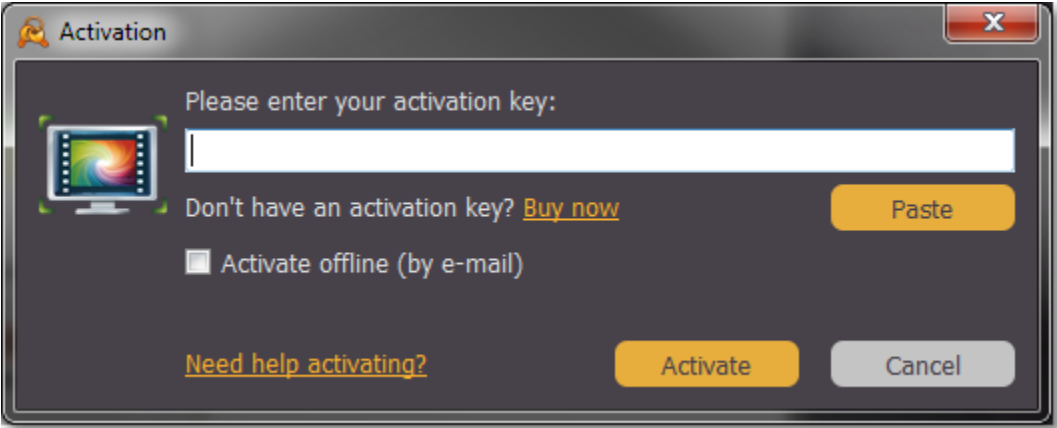 Activation
Please enter your activation key:
Don't have an activation key? Buy now
Paste
Activate offline (by e-mail)
Need help activating?
Activate
Cancel